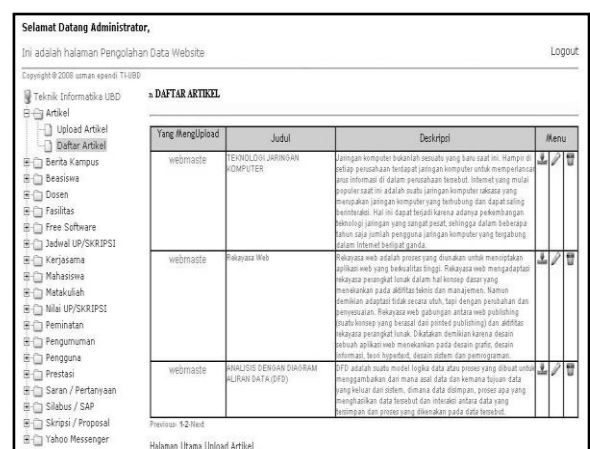 Selamat Datang Administrator,
Ini adalah halaman Pengolahan Data Website
Logout
Copyright © 2008 usman ependi TI-UBD
Teknik Informatika UBD
Artikel
Upload Artikel
Daftar Artikel
Berita Kampus
Beasiswa
Dosen
Fasilitas
Free Software
Jadwal UP/SKRIPSI
Kerjasama
Mahasiswa
Matakuliah
Nilai UP/SKRIPSI
Peminatan
Pengumuman
Pengguna
Prestasi
Saran / Pertanyaan
Silabus / SAP
Skripsi / Proposal
Yahoo Messenger
DAFTAR ARTIKEL
Yang MengUpload Judul Deskripsi Menu
webmaste
TEKNOLOGI JARINGAN
KOMPUTER
Jaringan komputer bukanlah sesuatu yang baru saat ini. Hampir di
setiap perusahaan terdapat jaringan komputer untuk memperlancar
arus informasi di dalam perusahaan tersebut. Internet yang mulai
populer saat ini adalah suatu jaringan komputer raksasa yang
merupakan jaringan komputer yang terhubung dan dapat saling
berinteraksi. Hal ini dapat terjadi karena adanya perkembangan
teknologi jaringan yang sangat pesat, sehingga dalam beberapa
tahun saja jumlah pengguna jaringan komputer yang tergabung
dalam Internet berlipat ganda.
webmaste
Rekayasa Web
Rekayasa web adalah proses yang diunakan untuk menciptakan
aplikasi web yang berkualitas tinggi. Rekayasa web mengadaptasi
rekayasa perangkat lunak dalam hal konsep dasar yang
menekankan pada aktifitas teknis dan manajemen. Namun
demikian adaptasi tidak secara utuh, tapi dengan perubahan dan
penyesuaian. Rekayasa web gabungan antara web publishing
(suatu konsep yang berasal dari printed publishing) dan aktifitas
rekayasa perangkat lunak. Dikatakan demikian karena desain
sebuah aplikasi web menekankan pada desain grafis, desain
informasi, teori hypertext, desain sistem dan pemrograman.
webmaste
ANALISIS DENGAN DIAGRAM
ALIRAN DATA (DFD)
DFD adalah suatu model logika data atau proses yang dibuat untuk
menggambarkan dari mana asal data dan kemana tujuan data
yang keluar dari sistem, dimana data disimpan, proses apa yang
menghasilkan data tersebut dan interaksi antara data yang
tersimpan dan proses yang dikenakan pada data tersebut.
Previous 1-2-Next
Halaman Utama Upload Artikel